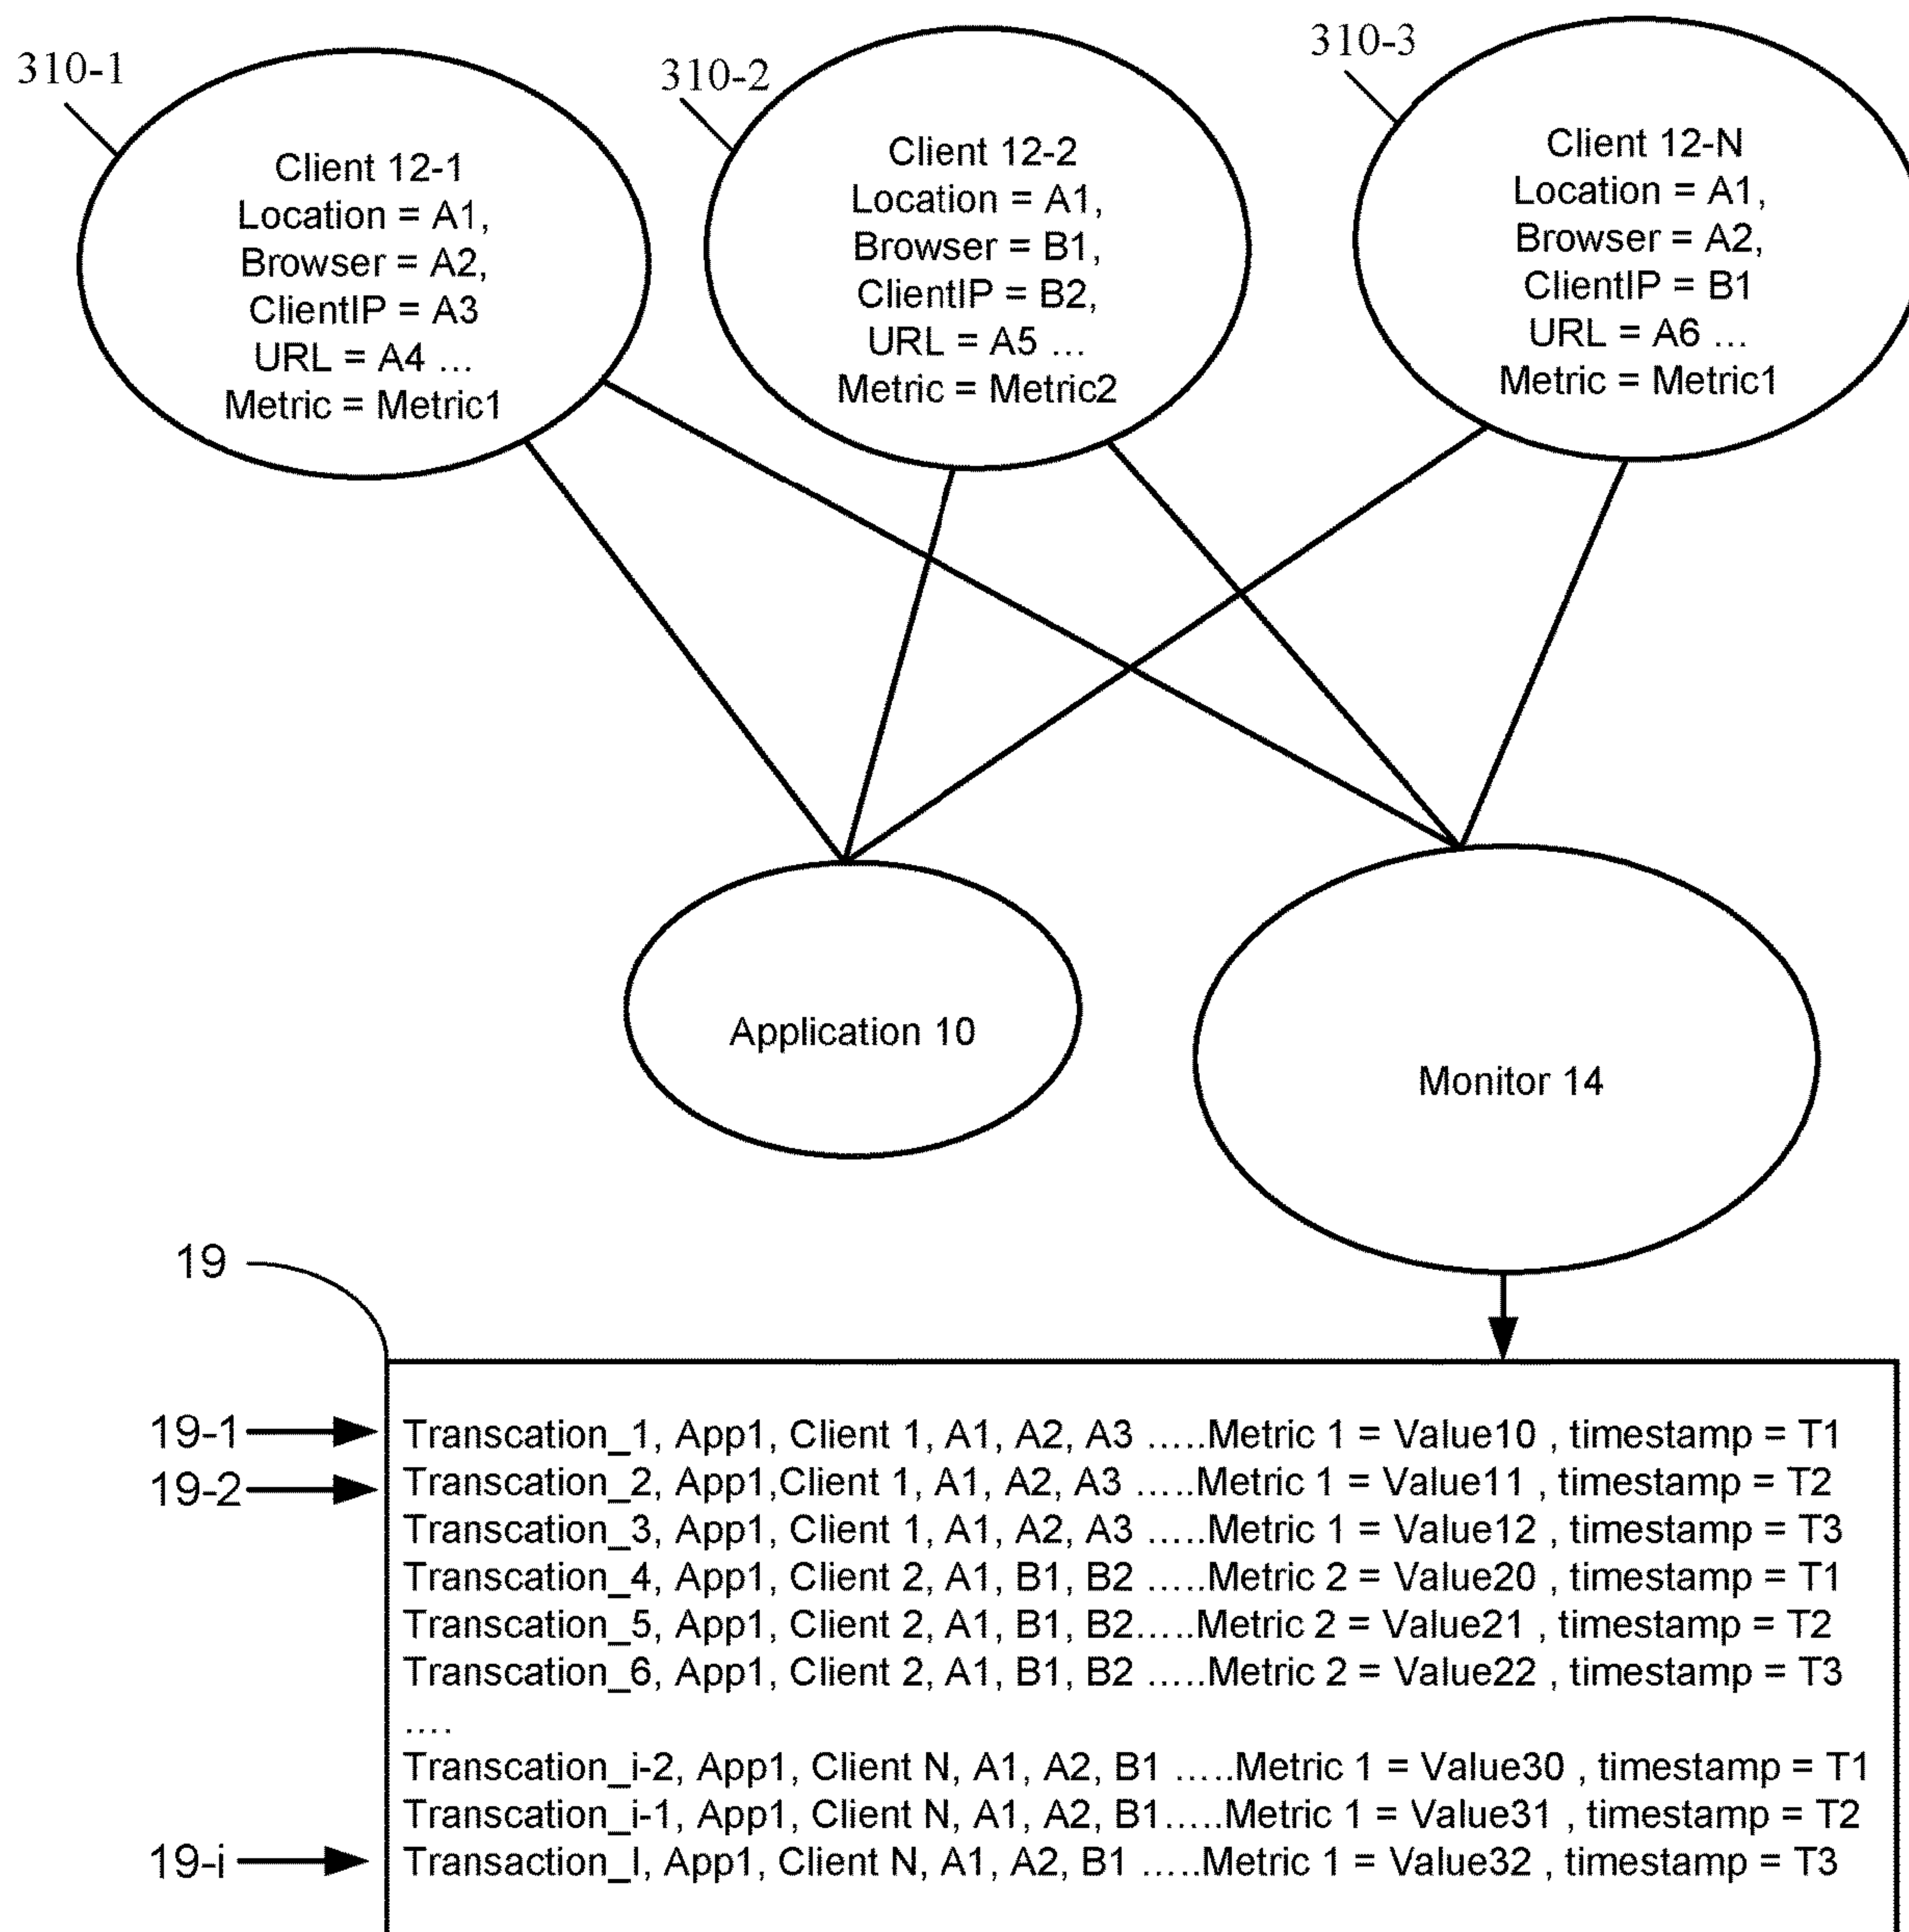 310-1
310-2
310-3
Client 12-1
Location = A1,
Browser = A2,
ClientIP = A3
URL = A4 ...
Metric = Metric1
Client 12-2
Location = A1,
Browser = B1,
ClientIP = B2,
URL = A5 ...
Metric = Metric2
Client 12-N
Location = A1,
Browser = A2,
ClientIP = B1
URL = A6 ...
Metric = Metric1
Application 10
Monitor 14
19
19-1
Transcation_1, App1, Client 1, A1, A2, A3 .....Metric 1 = Value10 , timestamp = T1
19-2
Transcation_2, App1,Client 1, A1, A2, A3 .....Metric 1 = Value11 , timestamp = T2
Transcation_3, App1, Client 1, A1, A2, A3 .....Metric 1 = Value12 , timestamp = T3
Transcation_4, App1, Client 2, A1, B1, B2 .....Metric 2 = Value20 , timestamp = T1
Transcation_5, App1, Client 2, A1, B1, B2.....Metric 2 = Value21 , timestamp = T2
Transcation_6, App1, Client 2, A1, B1, B2 .....Metric 2 = Value22 , timestamp = T3
....
Transcation_i-2, App1, Client N, A1, A2, B1 .....Metric 1 = Value30 , timestamp = T1
Transcation_i-1, App1, Client N, A1, A2, B1.....Metric 1 = Value31 , timestamp = T2
19-i
Transaction_I, App1, Client N, A1, A2, B1 .....Metric 1 = Value32 , timestamp = T3